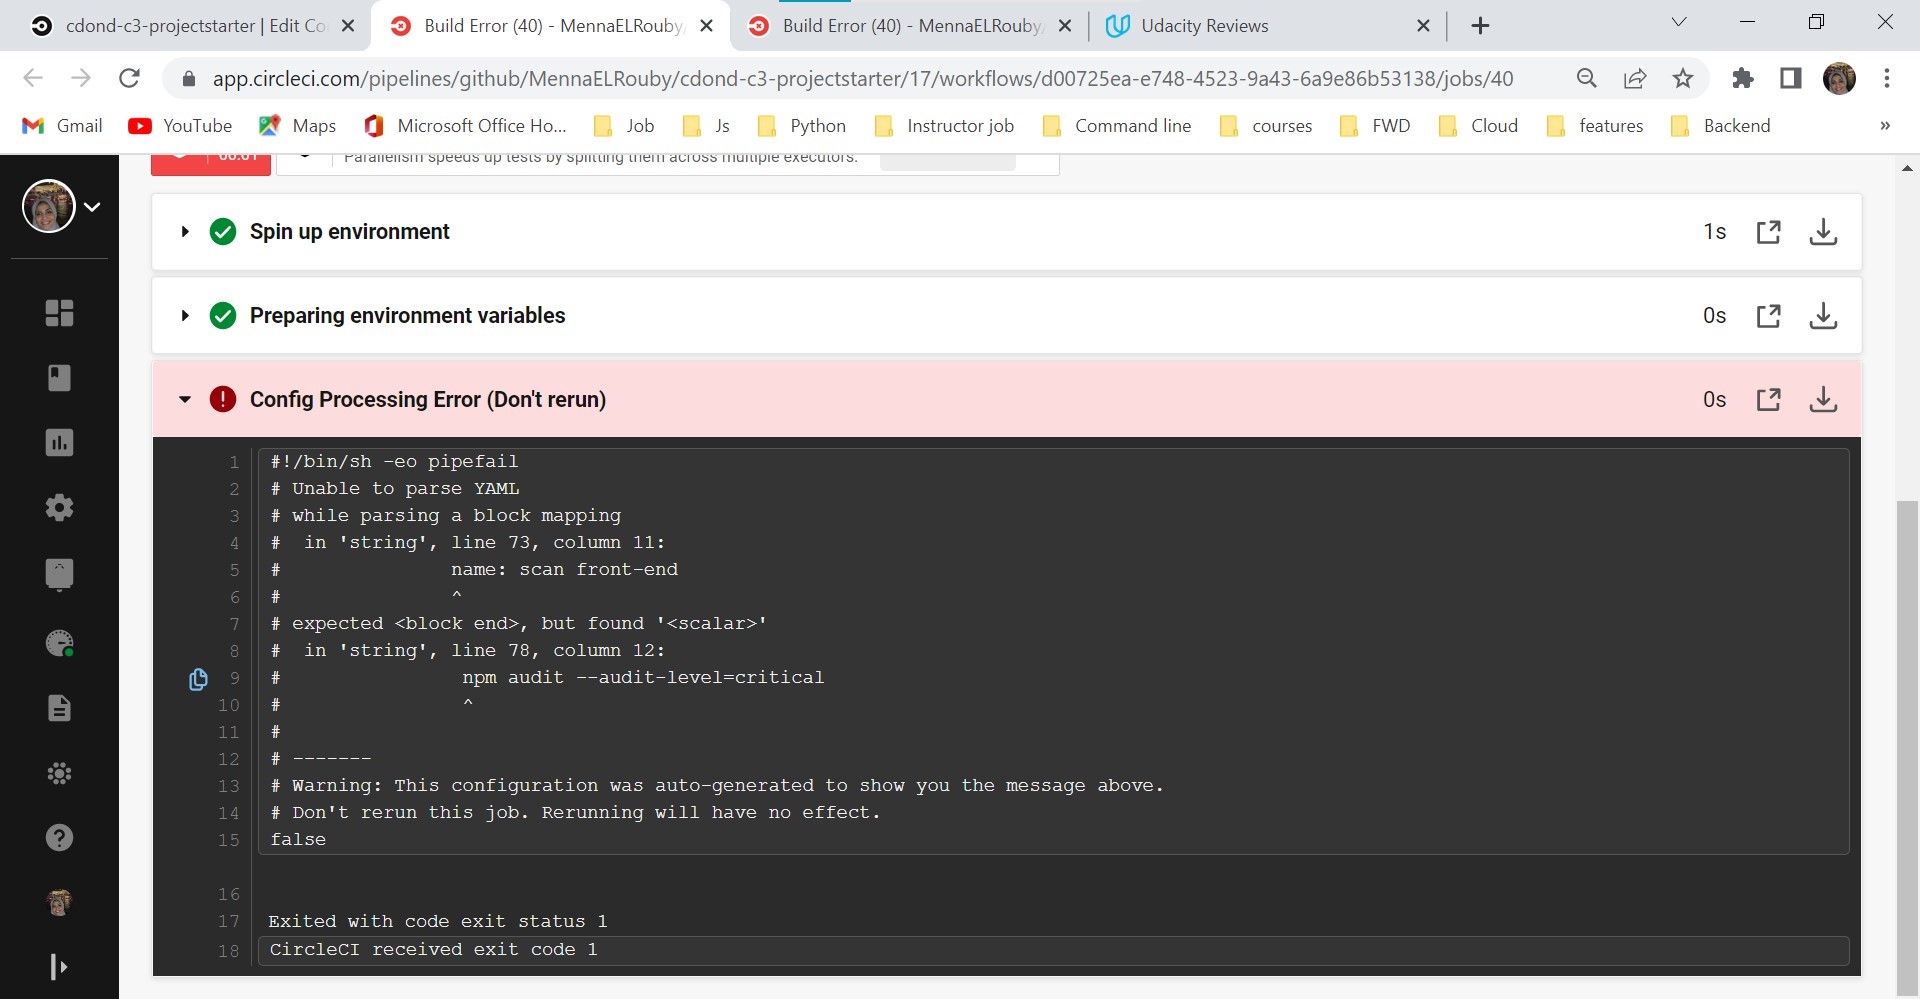 cdond-c3-projectstarter | Edit Co
Build Error (40) - MennaELRouby/
Build Error (40) - MennaELRouby/
Udacity Reviews
app.circleci.com/pipelines/github/MennaELRouby/cdond-c3-projectstarter/17/workflows/d00725ea-e748-4523-9a43-6a9e86b53138/jobs/40
Gmail
YouTube
Maps
Microsoft Office Ho...
Job
Js
Python
Instructor job
Command line
courses
FWD
Cloud
features
Backend
»
Parallelism speeds up tests by splitting them across multiple executors.
Spin up environment 1s
Preparing environment variables 0s
Config Processing Error (Don't rerun) 0s
1 #!/bin/sh -eo pipefail
2 # Unable to parse YAML
3 # while parsing a block mapping
4 #  in 'string', line 73, column 11:
5 #               name: scan front-end
6 #               ^
7 # expected <block end>, but found '<scalar>'
8 #  in 'string', line 78, column 12:
9 #                npm audit --audit-level=critical
10 #                ^
11 #
12 # -------
13 # Warning: This configuration was auto-generated to show you the message above.
14 # Don't rerun this job. Rerunning will have no effect.
15 false
16
17 Exited with code exit status 1
18 CircleCI received exit code 1